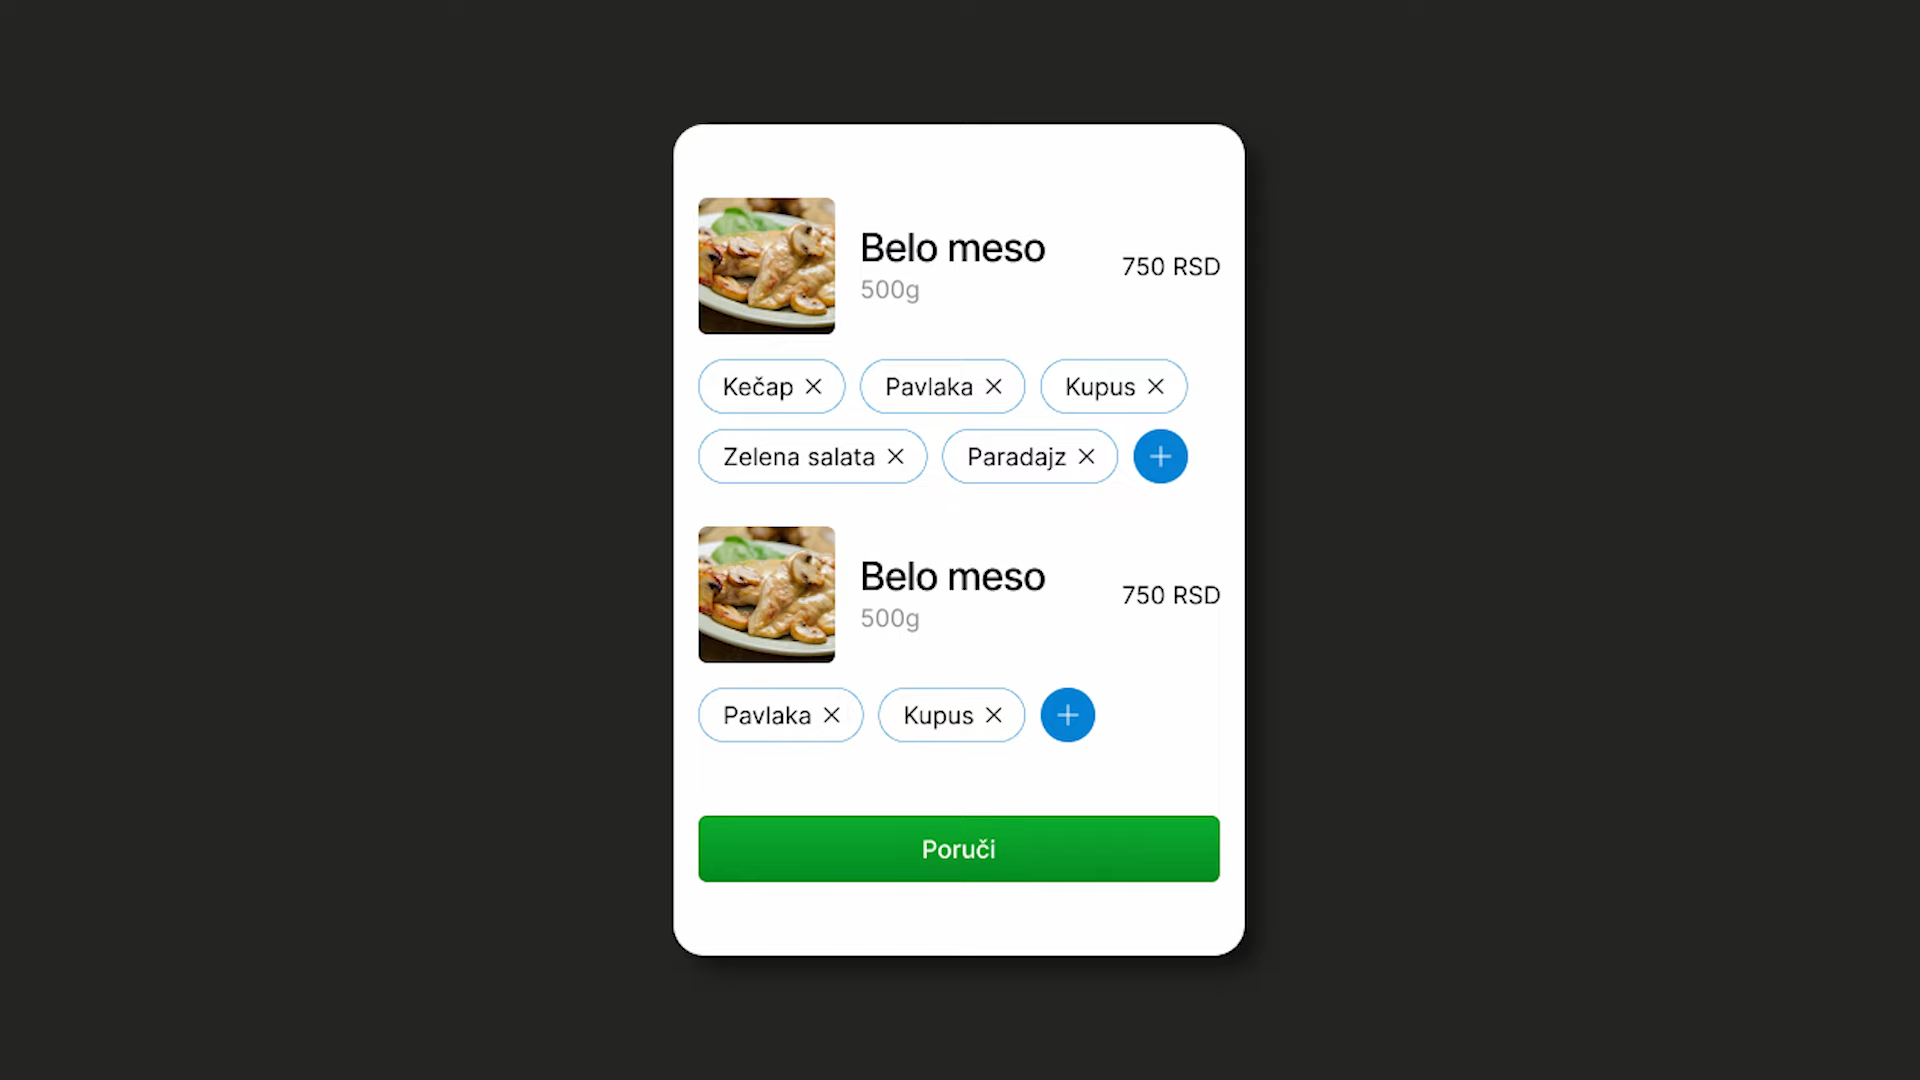 Belo meso
500g
750 RSD
Kečap
Pavlaka
Kupus
Zelena salata
Paradajz
Belo meso
500g
750 RSD
Pavlaka
Kupus
Poruči